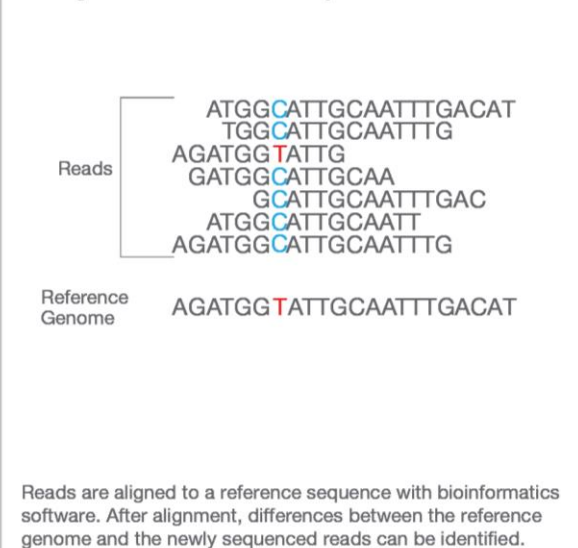 ATGGCATTGCAATTTGACAT
TGGCATTGCAATTTG
AGATGGTATTG
GATGGCATTGCAA
GCATTGCAATTTGAC
ATGGCATTGCAATT
AGATGGCATTGCAATTTG
Reads
Reference
Genome
AGATGGTATTGCAATTTGACAT
Reads are aligned to a reference sequence with bioinformatics
software. After alignment, differences between the reference
genome and the newly sequenced reads can be identified.